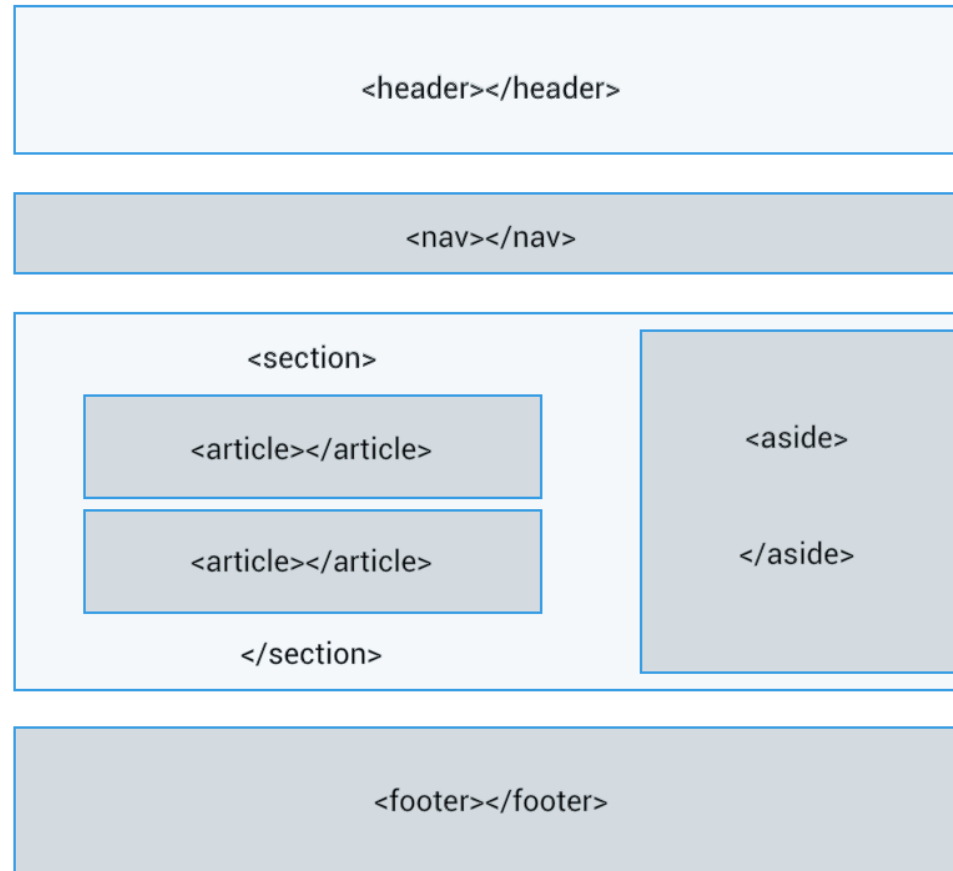 <header></header>
<nav></nav>
<section>
<article></article>
<article></article>
</section>
<aside>
</aside>
<footer></footer>